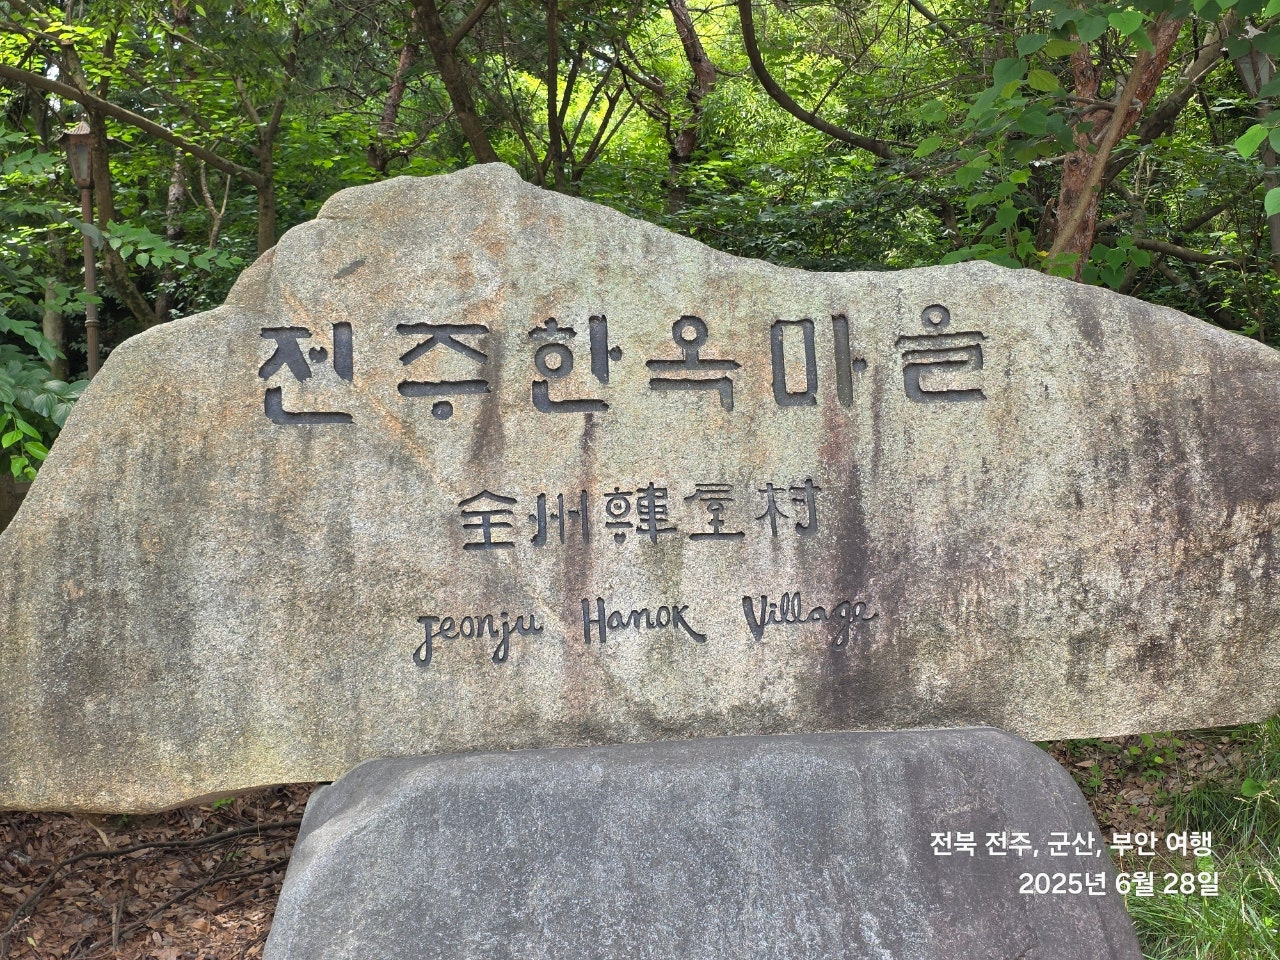 전주한옥마을
全州韓屋村
Jeonju Hanok Village
전북 전주, 군산, 부안 여행
2025년 6월 28일